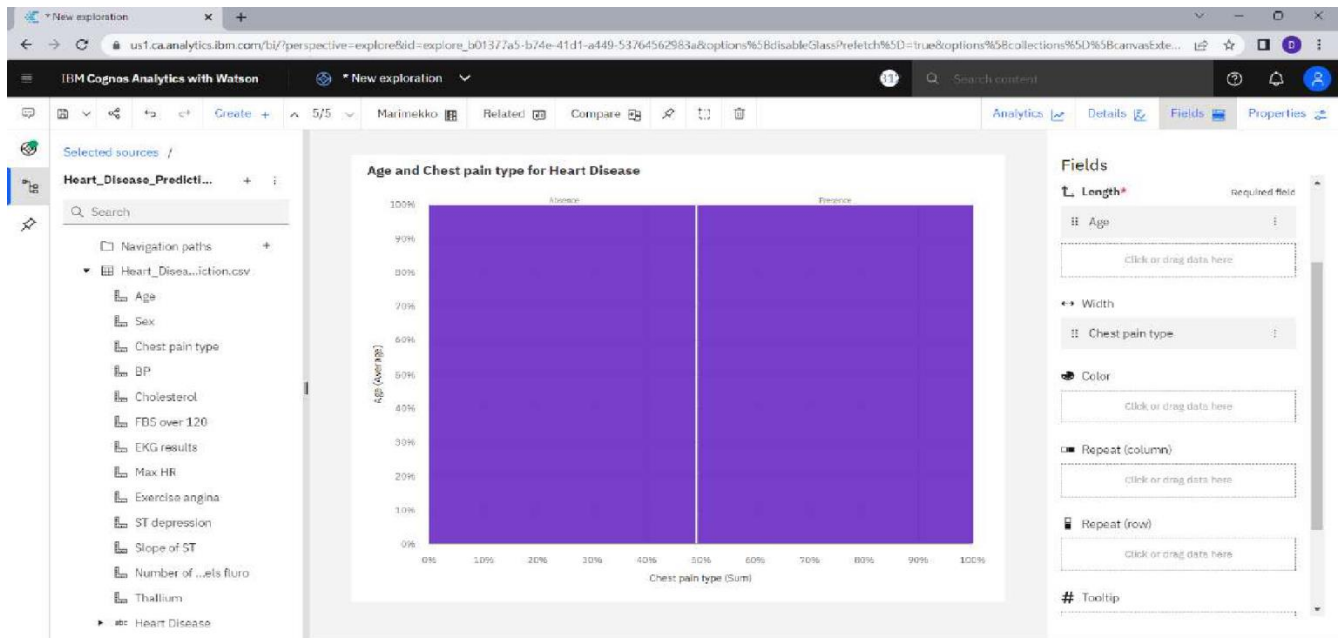 * New exploration
us1.ca.analytics.ibm.com/bi/?perspective=explore&id=explore_b01377a5-b74e-41d1-a449-53764562983a&options%5BdisableGlassPrefetch%5D=true&options%5Bcollections%5D%5BcanvasExte...
D
IBM Cognos Analytics with Watson
* New exploration
Search content
Create +
5/5
Marimekko
Related
Compare
Analytics
Details
Fields
Properties
Selected sources /
Heart_Disease_Predicti...
Search
Navigation paths
Heart_Disea...iction.csv
Age
Sex
Chest pain type
BP
Cholesterol
FBS over 120
EKG results
Max HR
Exercise angina
ST depression
Slope of ST
Number of ...els fluro
Thallium
abc Heart Disease
Age and Chest pain type for Heart Disease
Absence Presence
100%
90%
80%
70%
60%
50%
40%
30%
20%
10%
0%
Age (Average)
0% 10% 20% 30% 40% 50% 60% 70% 80% 90% 100%
Chest pain type (Sum)
Fields
Length* Required field
Age
Click or drag data here
Width
Chest pain type
Color
Click or drag data here
Repeat (column)
Click or drag data here
Repeat (row)
Click or drag data here
# Tooltip